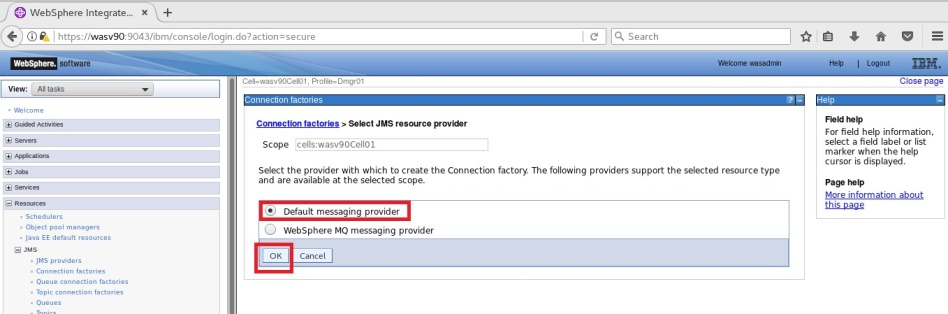 WebSphere Integrate... ×
https://wasv90:9043/ibm/console/login.do?action=secure
Search
WebSphere. software
Welcome wasadmin
Help | Logout
IBM.
View: All tasks
Cell=wasv90Cell01, Profile=Dmgr01
Close page
Welcome
Guided Activities
Servers
Applications
Jobs
Services
Resources
Schedulers
Object pool managers
Java EE default resources
JMS
JMS providers
Connection factories
Queue connection factories
Topic connection factories
Queues
Topics
Connection factories
? -
Connection factories > Select JMS resource provider
Scope cells:wasv90Cell01
Select the provider with which to create the Connection factory. The following providers support the selected resource type
and are available at the selected scope.
Default messaging provider
WebSphere MQ messaging provider
OK Cancel
Help
Field help
For field help information,
select a field label or list
marker when the help
cursor is displayed.
Page help
More information about
this page